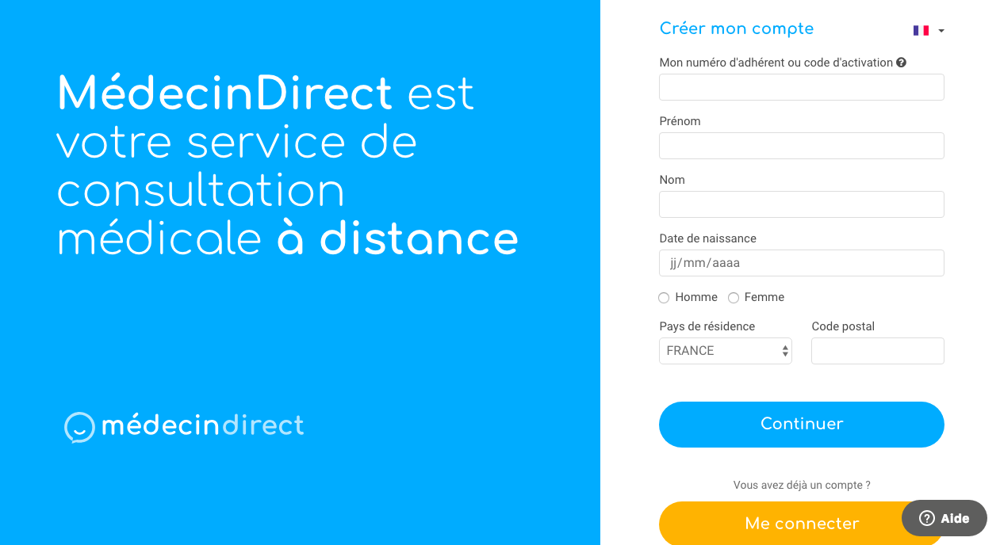 MédecinDirect est
votre service de
consultation
médicale à distance
médecindirect
Créer mon compte
Mon numéro d'adhérent ou code d'activation
Prénom
Nom
Date de naissance
jj/mm/aaaa
Homme Femme
Pays de résidence Code postal
FRANCE
Continuer
Vous avez déjà un compte ?
Me connecter
Aide